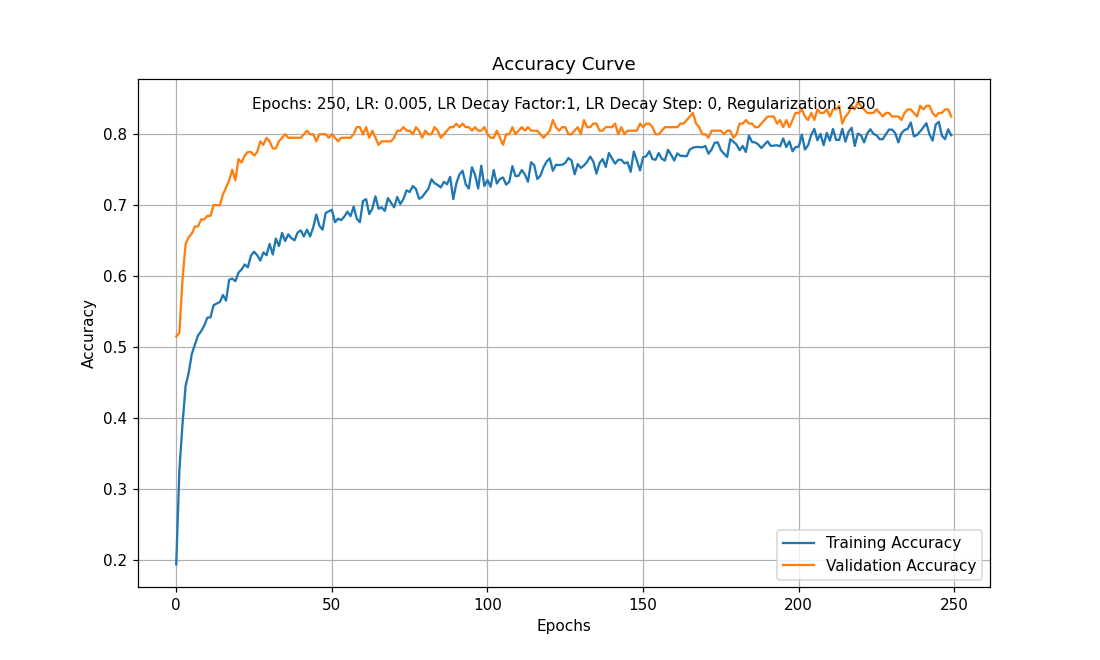 Accuracy Curve
Epochs: 250, LR: 0.005, LR Decay Factor:1, LR Decay Step: 0, Regularization: 250
Accuracy
0.8
0.7
0.6
0.5
0.4
0.3
0.2
Training Accuracy
Validation Accuracy
0 50 100 150 200 250
Epochs